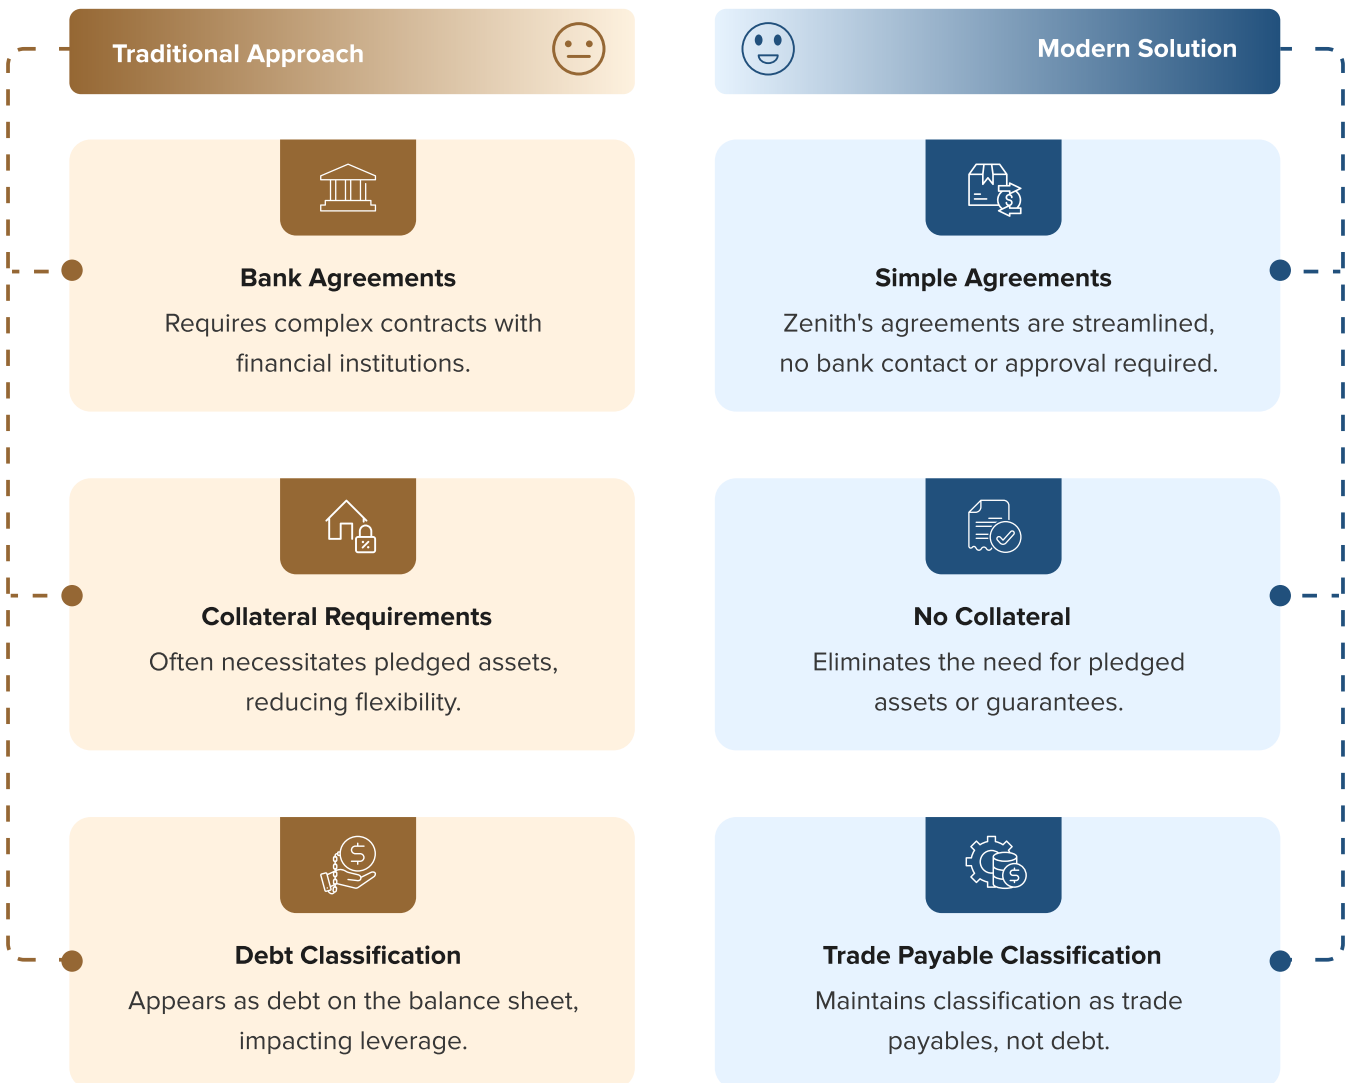 Traditional Approach
Modern Solution
Bank Agreements
Requires complex contracts with
financial institutions.
Simple Agreements
Zenith's agreements are streamlined,
no bank contact or approval required.
Collateral Requirements
Often necessitates pledged assets,
reducing flexibility.
No Collateral
Eliminates the need for pledged
assets or guarantees.
Debt Classification
Appears as debt on the balance sheet,
impacting leverage.
Trade Payable Classification
Maintains classification as trade
payables, not debt.